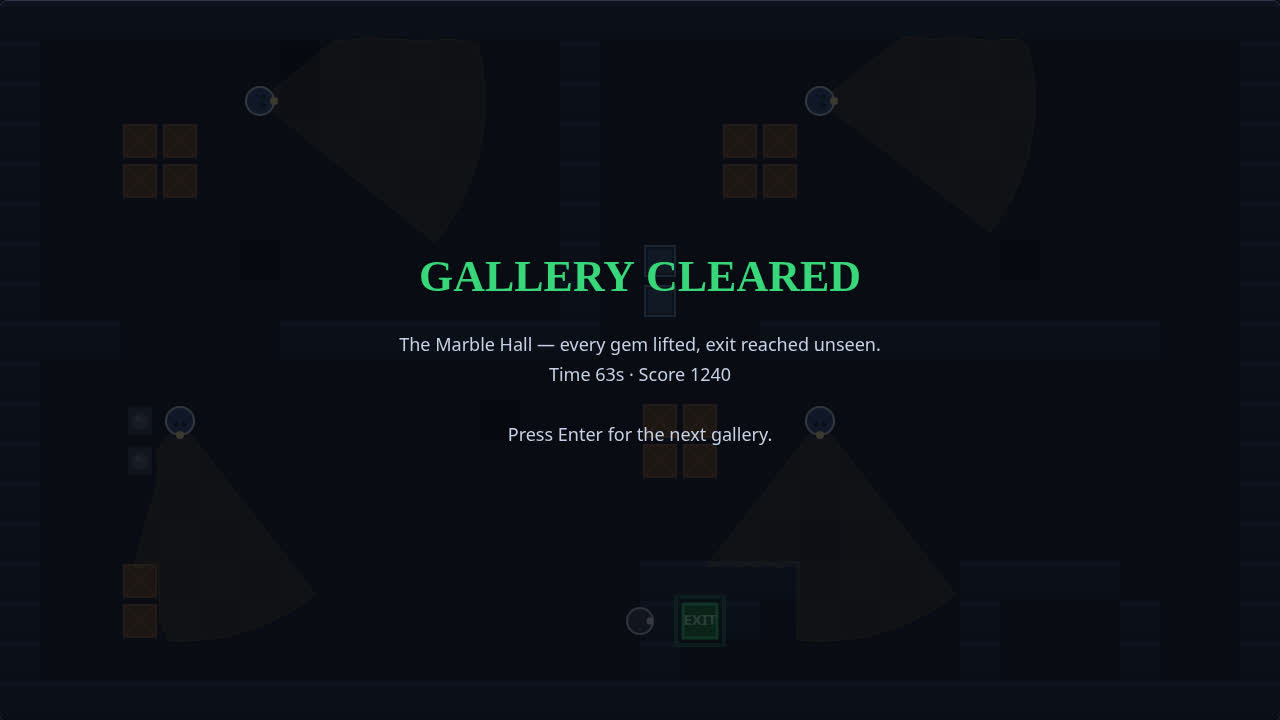 GALLERY CLEARED
The Marble Hall — every gem lifted, exit reached unseen.
Time 63s · Score 1240
Press Enter for the next gallery.
EXIT